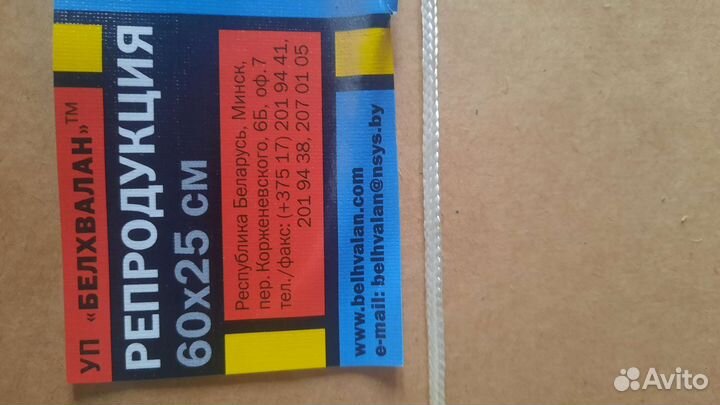 УП «БЕЛХВАЛАН»™
РЕПРОДУКЦИЯ
60х25 см
Республика Беларусь, Минск,
пер. Корженевского, 6Б, оф.7
тел./факс: (+375 17) 201 94 41,
201 94 38, 207 01 05
www.belhvalan.com
e-mail: belhvalan@nsys.by
Avito